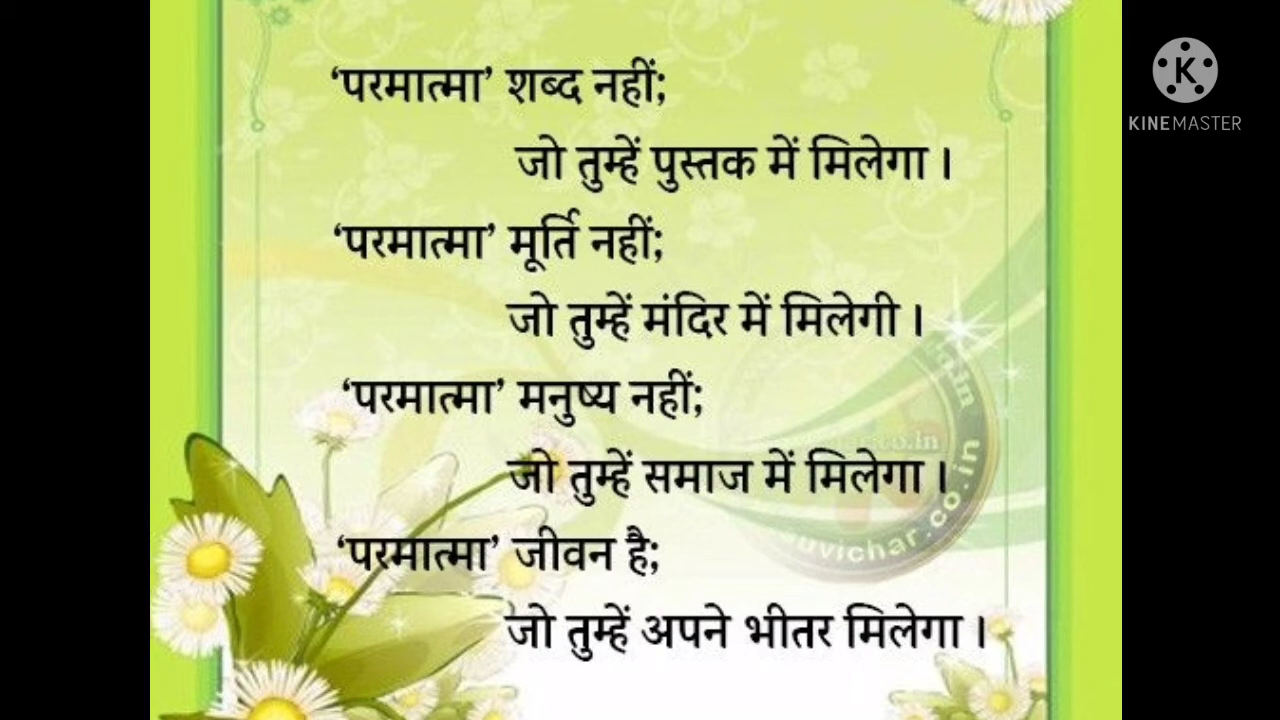 ‘परमात्मा’ शब्द नहीं;
जो तुम्हें पुस्तक में मिलेगा।
‘परमात्मा’ मूर्ति नहीं;
जो तुम्हें मंदिर में मिलेगी।
‘परमात्मा’ मनुष्य नहीं;
जो तुम्हें समाज में मिलेगा।
‘परमात्मा’ जीवन है;
जो तुम्हें अपने भीतर मिलेगा।
K
KINEMASTER